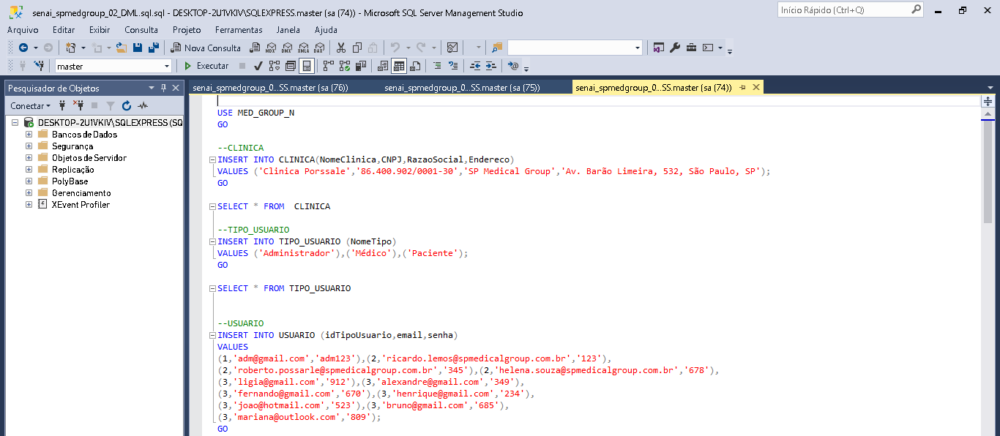 senai_spmedgroup_02_DML.sql.sql - DESKTOP-2U1VKIV\SQLEXPRESS.master (sa (74)) - Microsoft SQL Server Management Studio
Início Rápido (Ctrl+Q)
Arquivo Editar Exibir Consulta Projeto Ferramentas Janela Ajuda
Nova Consulta MDX DMX XMLA DAX
master Executar
Pesquisador de Objetos
senai_spmedgroup_0...SS.master (sa (76)) senai_spmedgroup_0...SS.master (sa (75)) senai_spmedgroup_0...SS.master (sa (74))
Conectar
DESKTOP-2U1VKIV\SQLEXPRESS (SQ
Bancos de Dados
Segurança
Objetos de Servidor
Replicação
PolyBase
Gerenciamento
XEvent Profiler
USE MED_GROUP_N
GO
--CLINICA
INSERT INTO CLINICA(NomeClinica,CNPJ,RazaoSocial,Endereco)
VALUES ('Clinica Porssale','86.400.902/0001-30','SP Medical Group','Av. Barão Limeira, 532, São Paulo, SP');
GO
SELECT * FROM  CLINICA
--TIPO_USUARIO
INSERT INTO TIPO_USUARIO (NomeTipo)
VALUES ('Administrador'),('Médico'),('Paciente');
GO
SELECT * FROM TIPO_USUARIO
--USUARIO
INSERT INTO USUARIO (idTipoUsuario,email,senha)
VALUES
(1,'adm@gmail.com','adm123'),(2,'ricardo.lemos@spmedicalgroup.com.br','123'),
(2,'roberto.possarle@spmedicalgroup.com.br','345'),(2,'helena.souza@spmedicalgroup.com.br','678'),
(3,'ligia@gmail.com','912'),(3,'alexandre@gmail.com','349'),
(3,'fernando@gmail.com','670'),(3,'henrique@gmail.com','234'),
(3,'joao@hotmail.com','523'),(3,'bruno@gmail.com','685'),
(3,'mariana@outlook.com','809');
GO